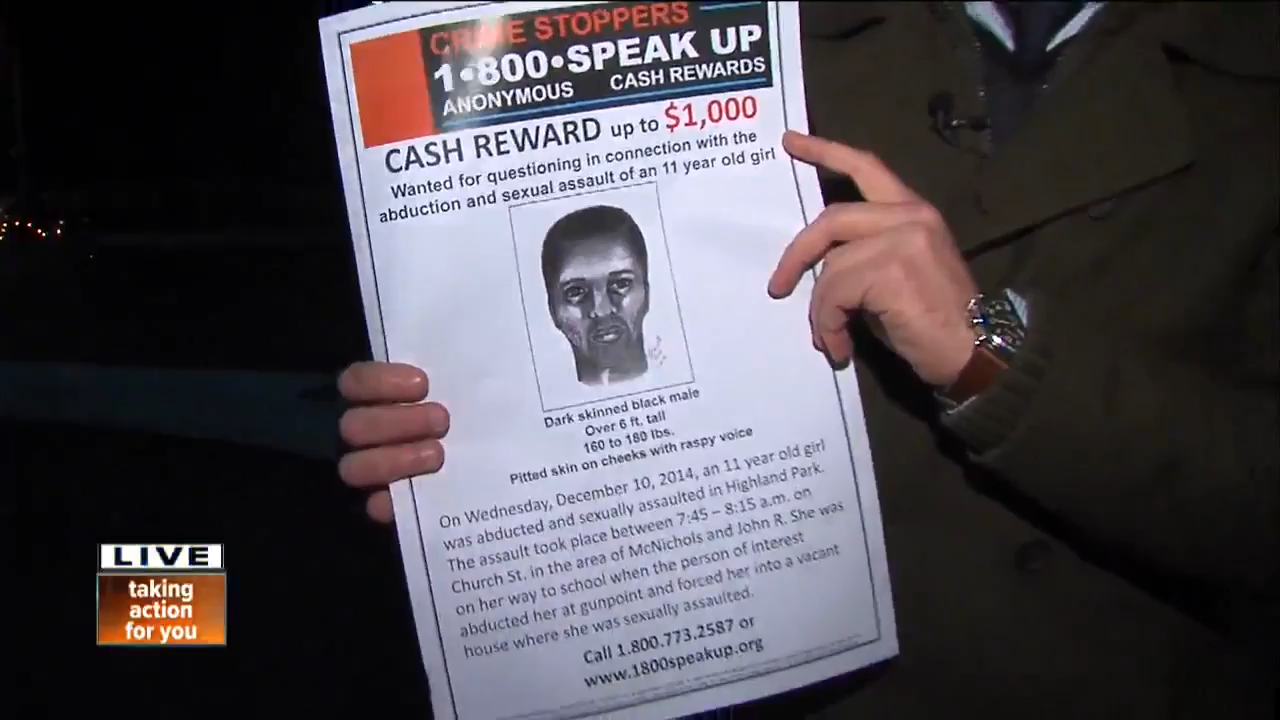 CRIME STOPPERS
1•800•SPEAK UP
ANONYMOUS CASH REWARDS
CASH REWARD up to $1,000
Wanted for questioning in connection with the
abduction and sexual assault of an 11 year old girl
Dark skinned black male
Over 6 ft. tall
160 to 180 lbs.
Pitted skin on cheeks with raspy voice
On Wednesday, December 10, 2014, an 11 year old girl
was abducted and sexually assaulted in Highland Park.
The assault took place between 7:45 – 8:15 a.m. on
Church St. in the area of McNichols and John R. She was
on her way to school when the person of interest
abducted her at gunpoint and forced her into a vacant
house where she was sexually assaulted.
Call 1.800.773.2587 or
www.1800speakup.org
LIVE
taking
action
for you